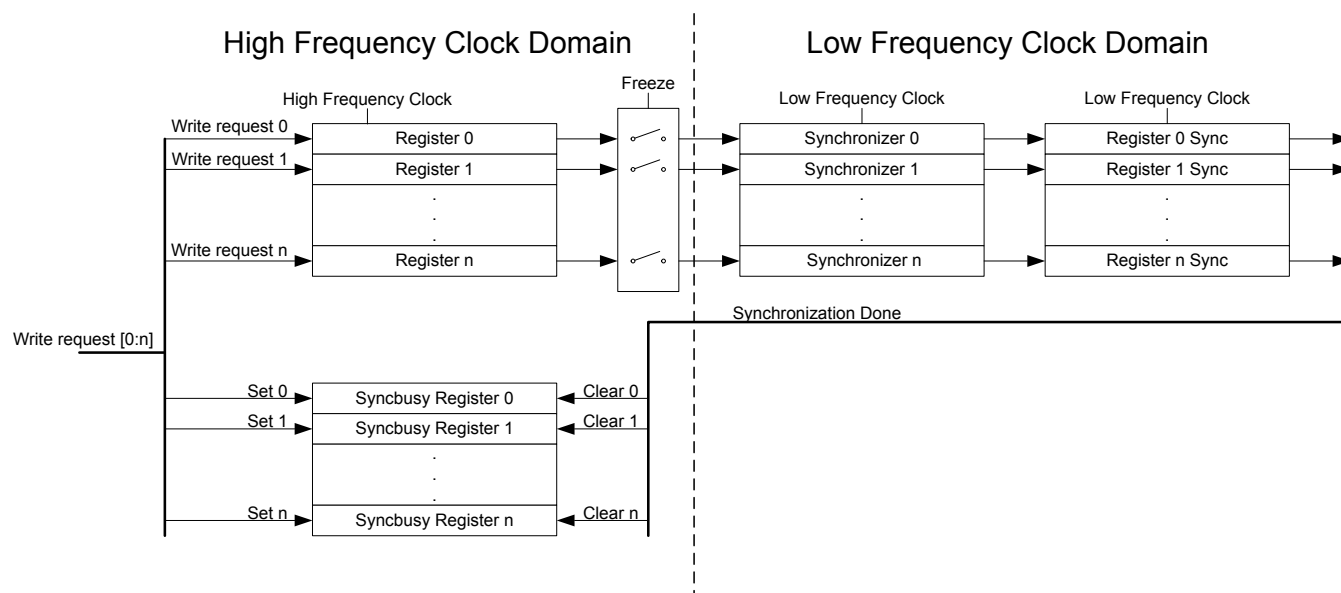 High Frequency Clock Domain
Low Frequency Clock Domain
Freeze
High Frequency Clock
Low Frequency Clock
Low Frequency Clock
Write request 0
Register 0
Synchronizer 0
Register 0 Sync
Write request 1
Register 1
Synchronizer 1
Register 1 Sync
.
.
.
.
.
.
.
.
.
Write request n
Register n
Synchronizer n
Register n Sync
Synchronization Done
Write request [0:n]
Set 0
Syncbusy Register 0
Clear 0
Set 1
Syncbusy Register 1
Clear 1
.
.
.
Set n
Syncbusy Register n
Clear n